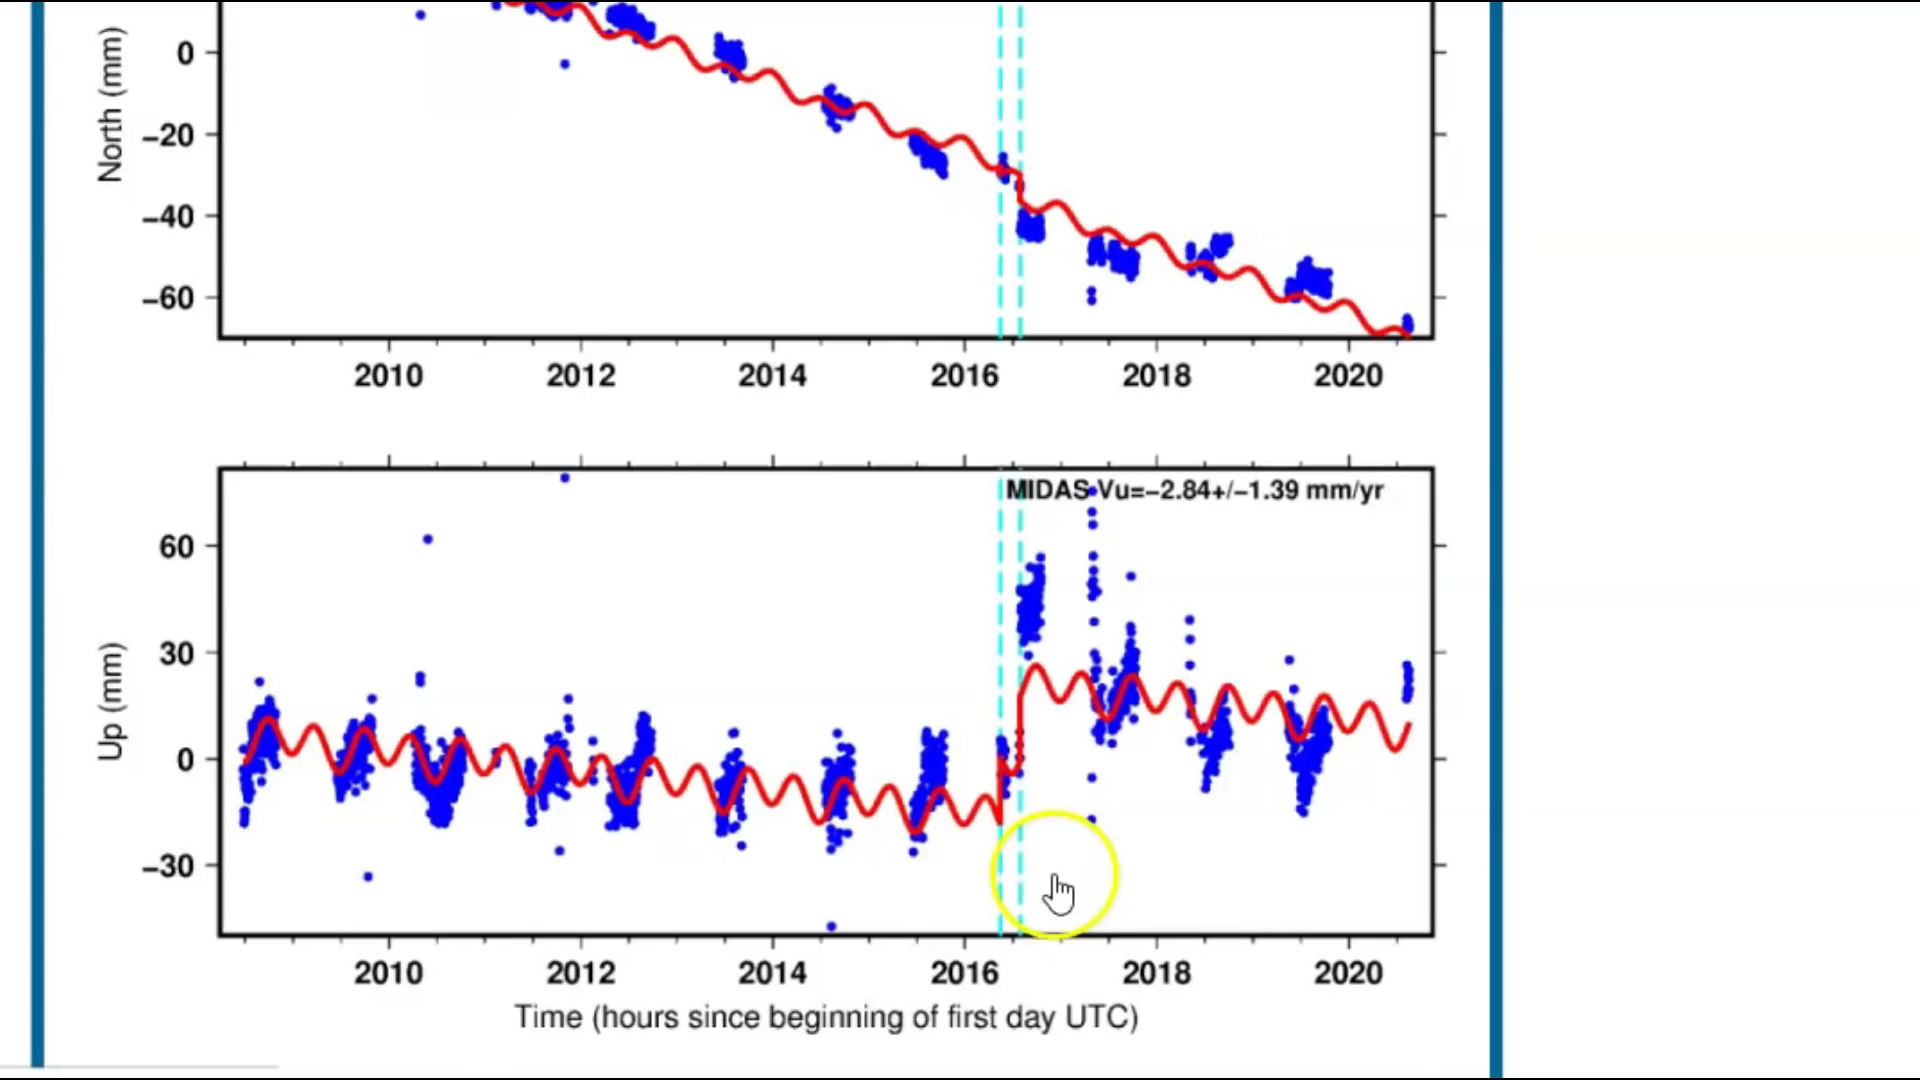 North (mm)
0
−20
−40
−60
2010 2012 2014 2016 2018 2020
MIDAS Vu=−2.84+/−1.39 mm/yr
Up (mm)
60
30
0
−30
2010 2012 2014 2016 2018 2020
Time (hours since beginning of first day UTC)